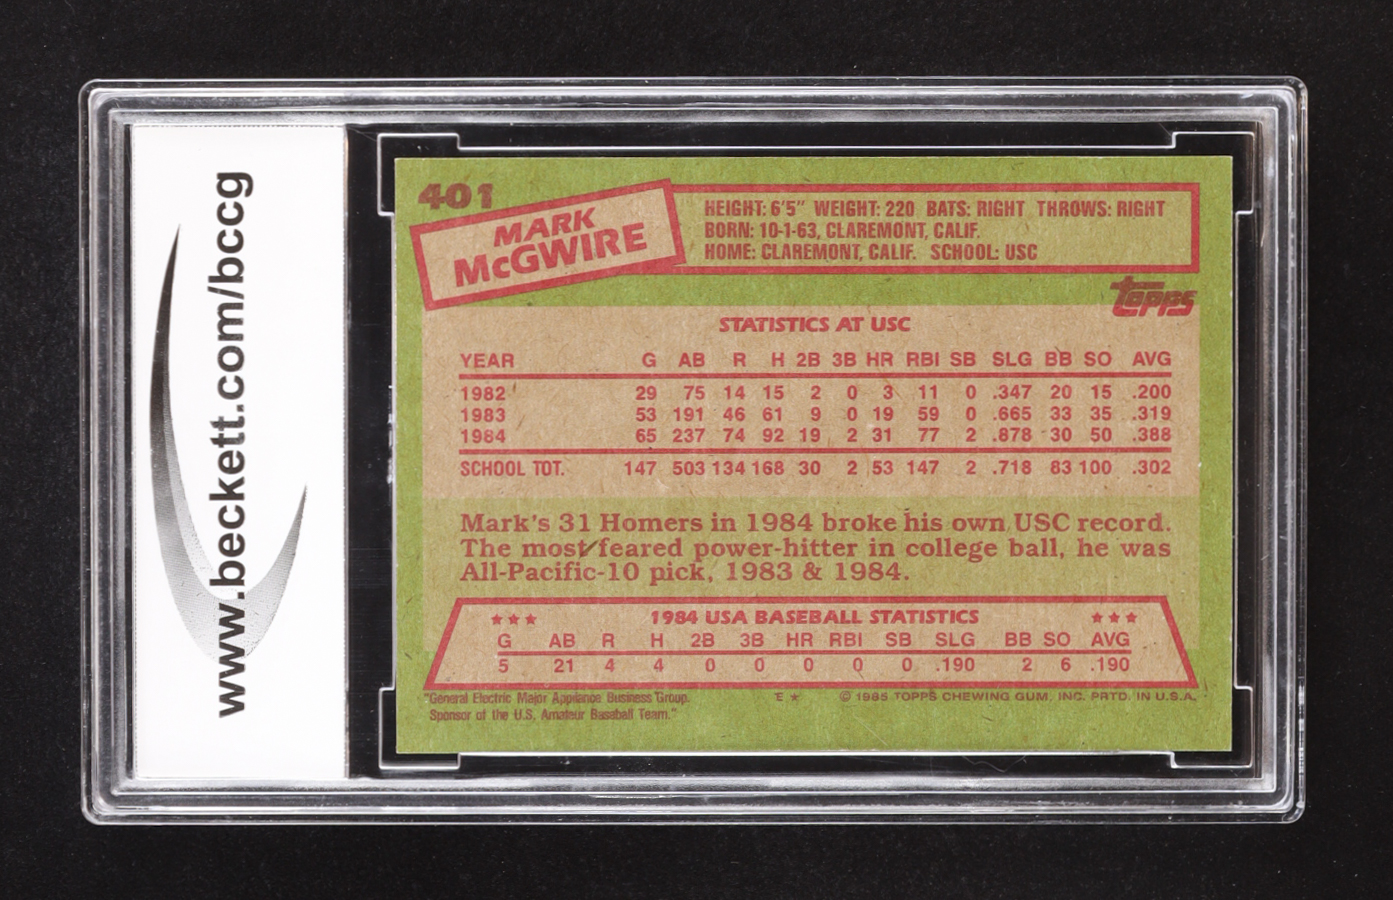 www.beckett.com/bccg
401
MARK
McGWIRE
HEIGHT: 6'5" WEIGHT: 220 BATS: RIGHT THROWS: RIGHT
BORN: 10-1-63, CLAREMONT, CALIF.
HOME: CLAREMONT, CALIF. SCHOOL: USC
topps
STATISTICS AT USC
YEAR G AB R H 2B 3B HR RBI SB SLG BB SO AVG
1982 29 75 14 15 2 0 3 11 0 .347 20 15 .200
1983 53 191 46 61 9 0 19 59 0 .665 33 35 .319
1984 65 237 74 92 19 2 31 77 2 .878 30 50 .388
SCHOOL TOT. 147 503 134 168 30 2 53 147 2 .718 83 100 .302
Mark's 31 Homers in 1984 broke his own USC record.
The most feared power-hitter in college ball, he was
All-Pacific-10 pick, 1983 & 1984.
★★★ 1984 USA BASEBALL STATISTICS ★★★
G AB R H 2B 3B HR RBI SB SLG BB SO AVG
5 21 4 4 0 0 0 0 0 .190 2 6 .190
"General Electric Major Appliance Business Group. E ★ © 1985 TOPPS CHEWING GUM, INC. PRTD. IN U.S.A.
Sponsor of the U.S. Amateur Baseball Team."